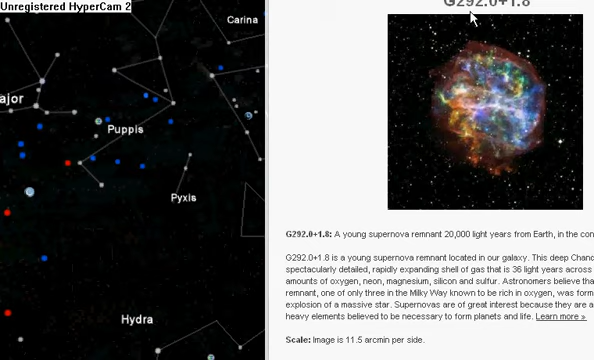 Unregistered HyperCam 2
Carina
ajor
Puppis
Pyxis
Hydra
G292.0+1.8
G292.0+1.8: A young supernova remnant 20,000 light years from Earth, in the con
G292.0+1.8 is a young supernova remnant located in our galaxy. This deep Chand
spectacularly detailed, rapidly expanding shell of gas that is 36 light years across
amounts of oxygen, neon, magnesium, silicon and sulfur. Astronomers believe tha
remnant, one of only three in the Milky Way known to be rich in oxygen, was form
explosion of a massive star. Supernovas are of great interest because they are a
heavy elements believed to be necessary to form planets and life. Learn more »
Scale: Image is 11.5 arcmin per side.